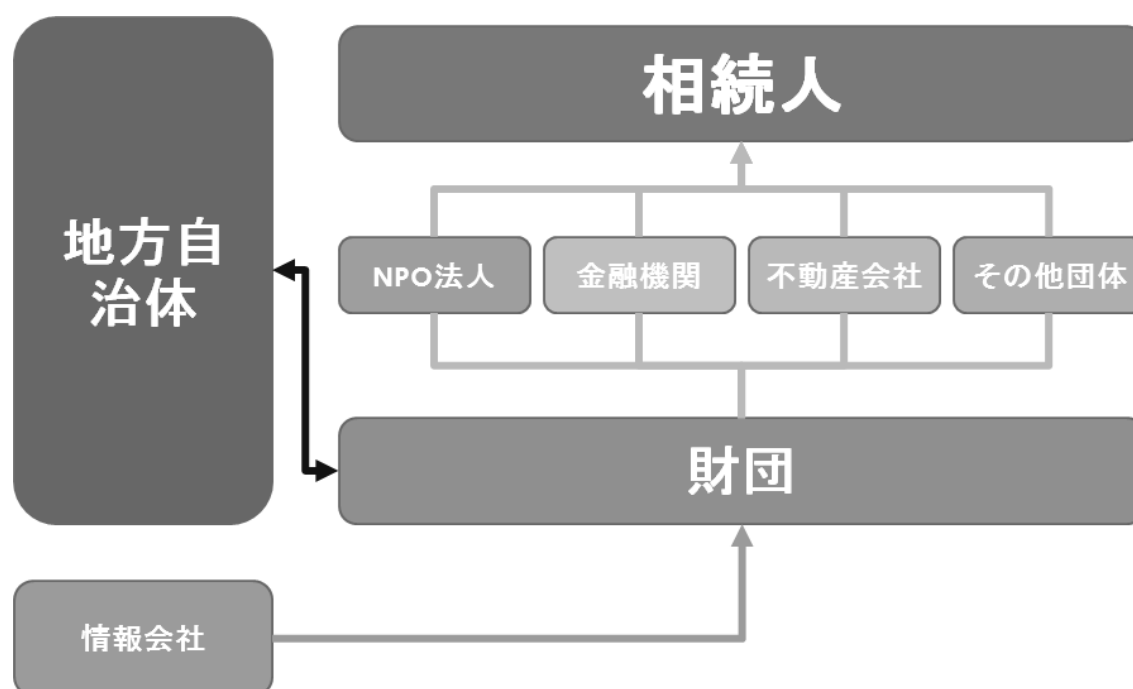 地方自
治体
相続人
NPO法人
金融機関
不動産会社
その他団体
財団
情報会社